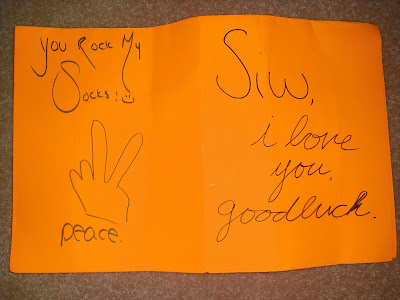 You Rock My
Socks! :)
peace.
Siw,
i love
you.
goodluck.